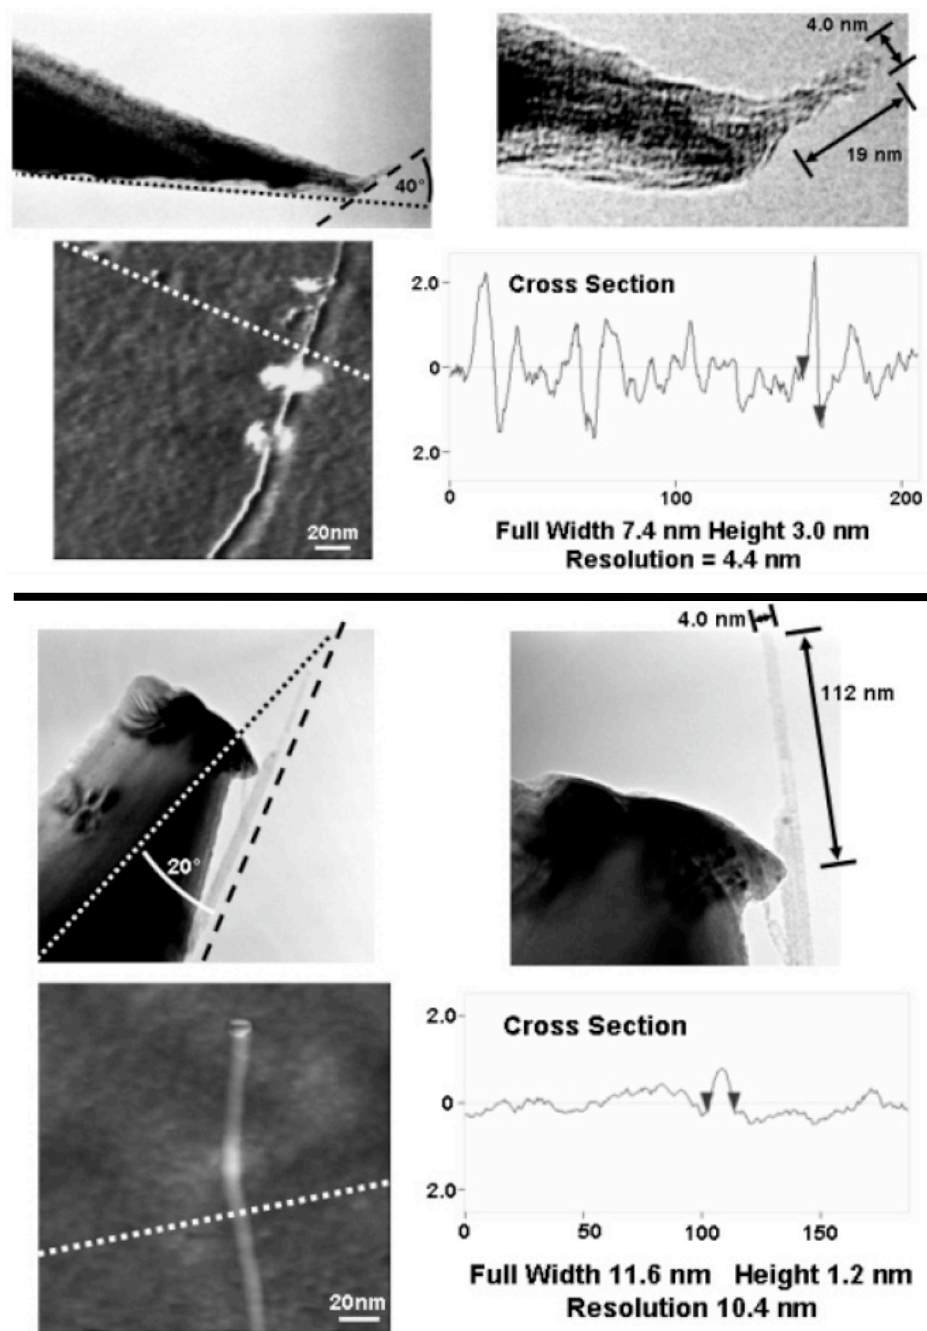 4.0 nm
40°
19 nm
2.0
Cross Section
0
2.0
20nm
0
100
200
Full Width 7.4 nm Height 3.0 nm
Resolution = 4.4 nm
4.0 nm
112 nm
20°
2.0
Cross Section
0
2.0
20nm
0
50
100
150
Full Width 11.6 nm Height 1.2 nm
Resolution 10.4 nm